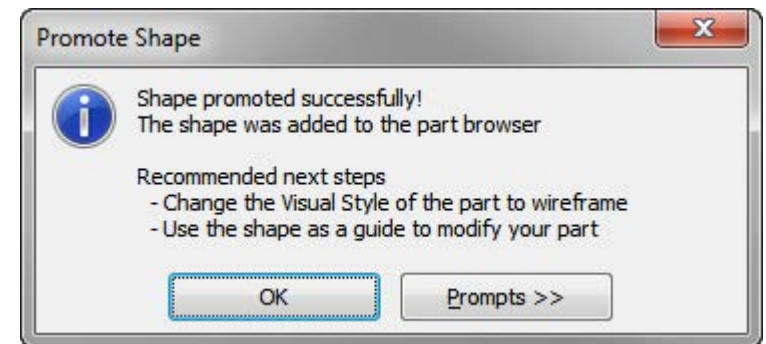 Promote Shape
Shape promoted successfully!
The shape was added to the part browser
Recommended next steps
- Change the Visual Style of the part to wireframe
- Use the shape as a guide to modify your part
OK
Prompts >>